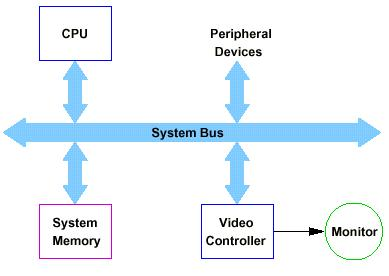 CPU
Peripheral
Devices
System Bus
System
Memory
Video
Controller
Monitor